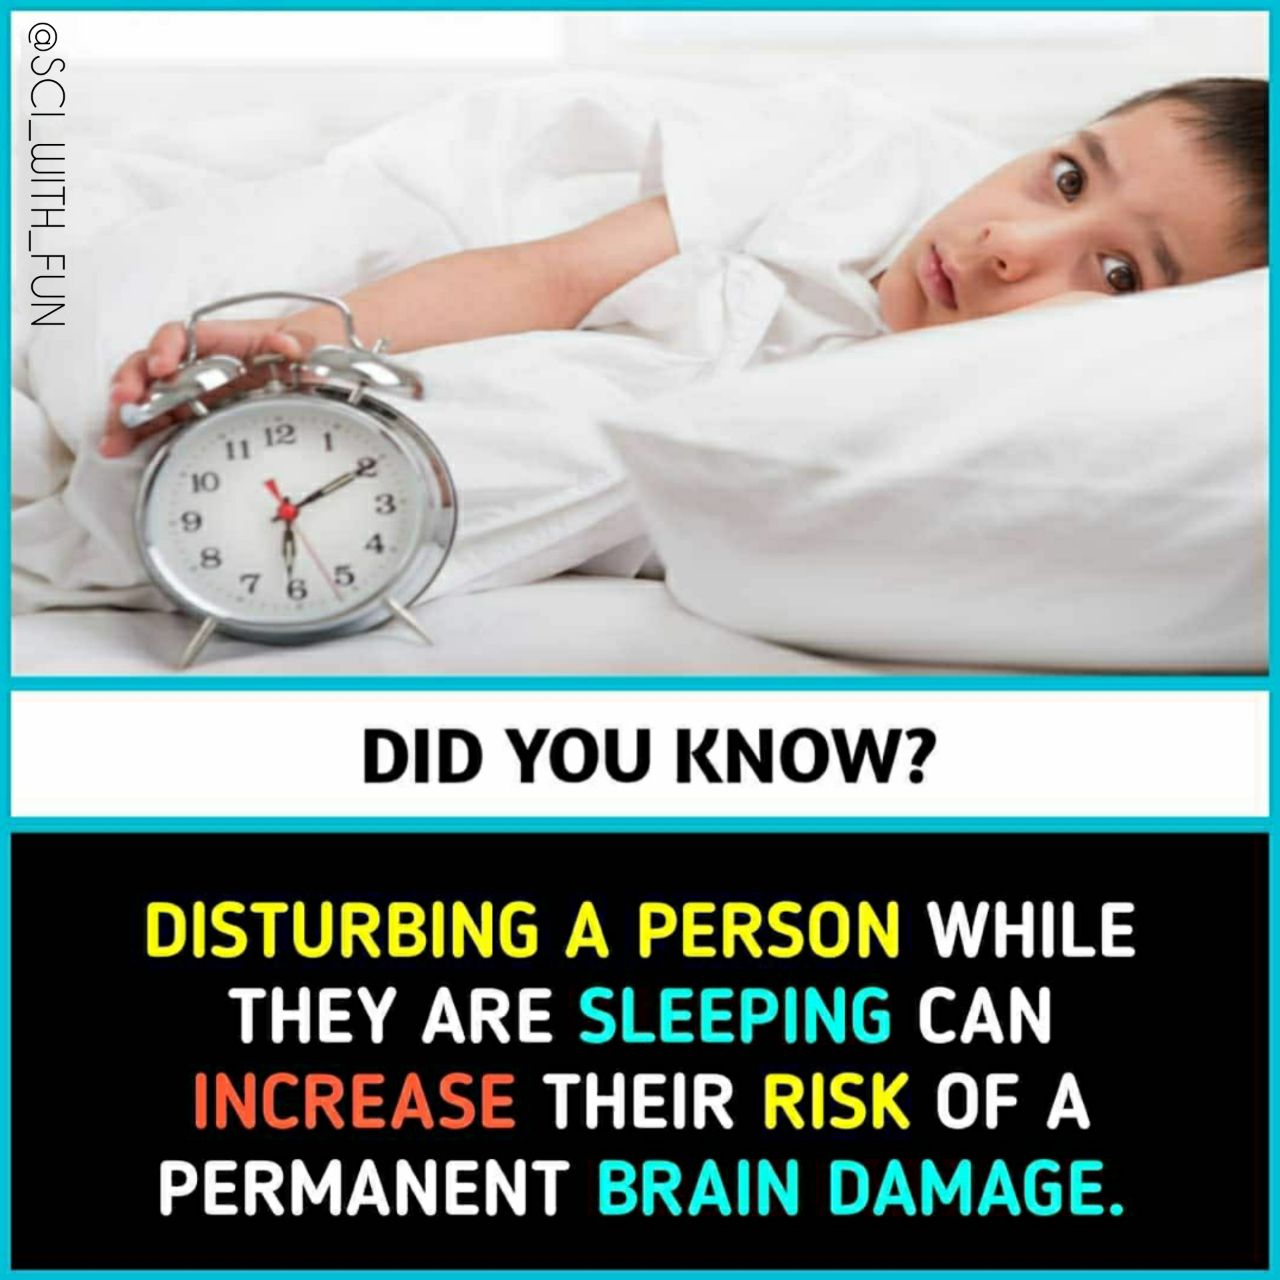 @SCI_WITH_FUN
12
1
2
3
4
5
6
7
8
9
10
11
DID YOU KNOW?
DISTURBING A PERSON WHILE
THEY ARE SLEEPING CAN
INCREASE THEIR RISK OF A
PERMANENT BRAIN DAMAGE.